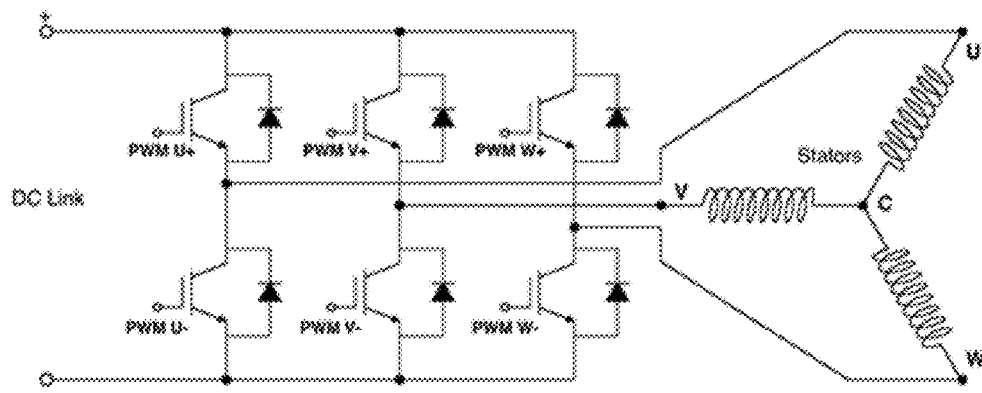 +
U
PWM U+
PWM V+
PWM W+
Stators
DC Link
V
C
PWM U-
PWM V-
PWM W-
W